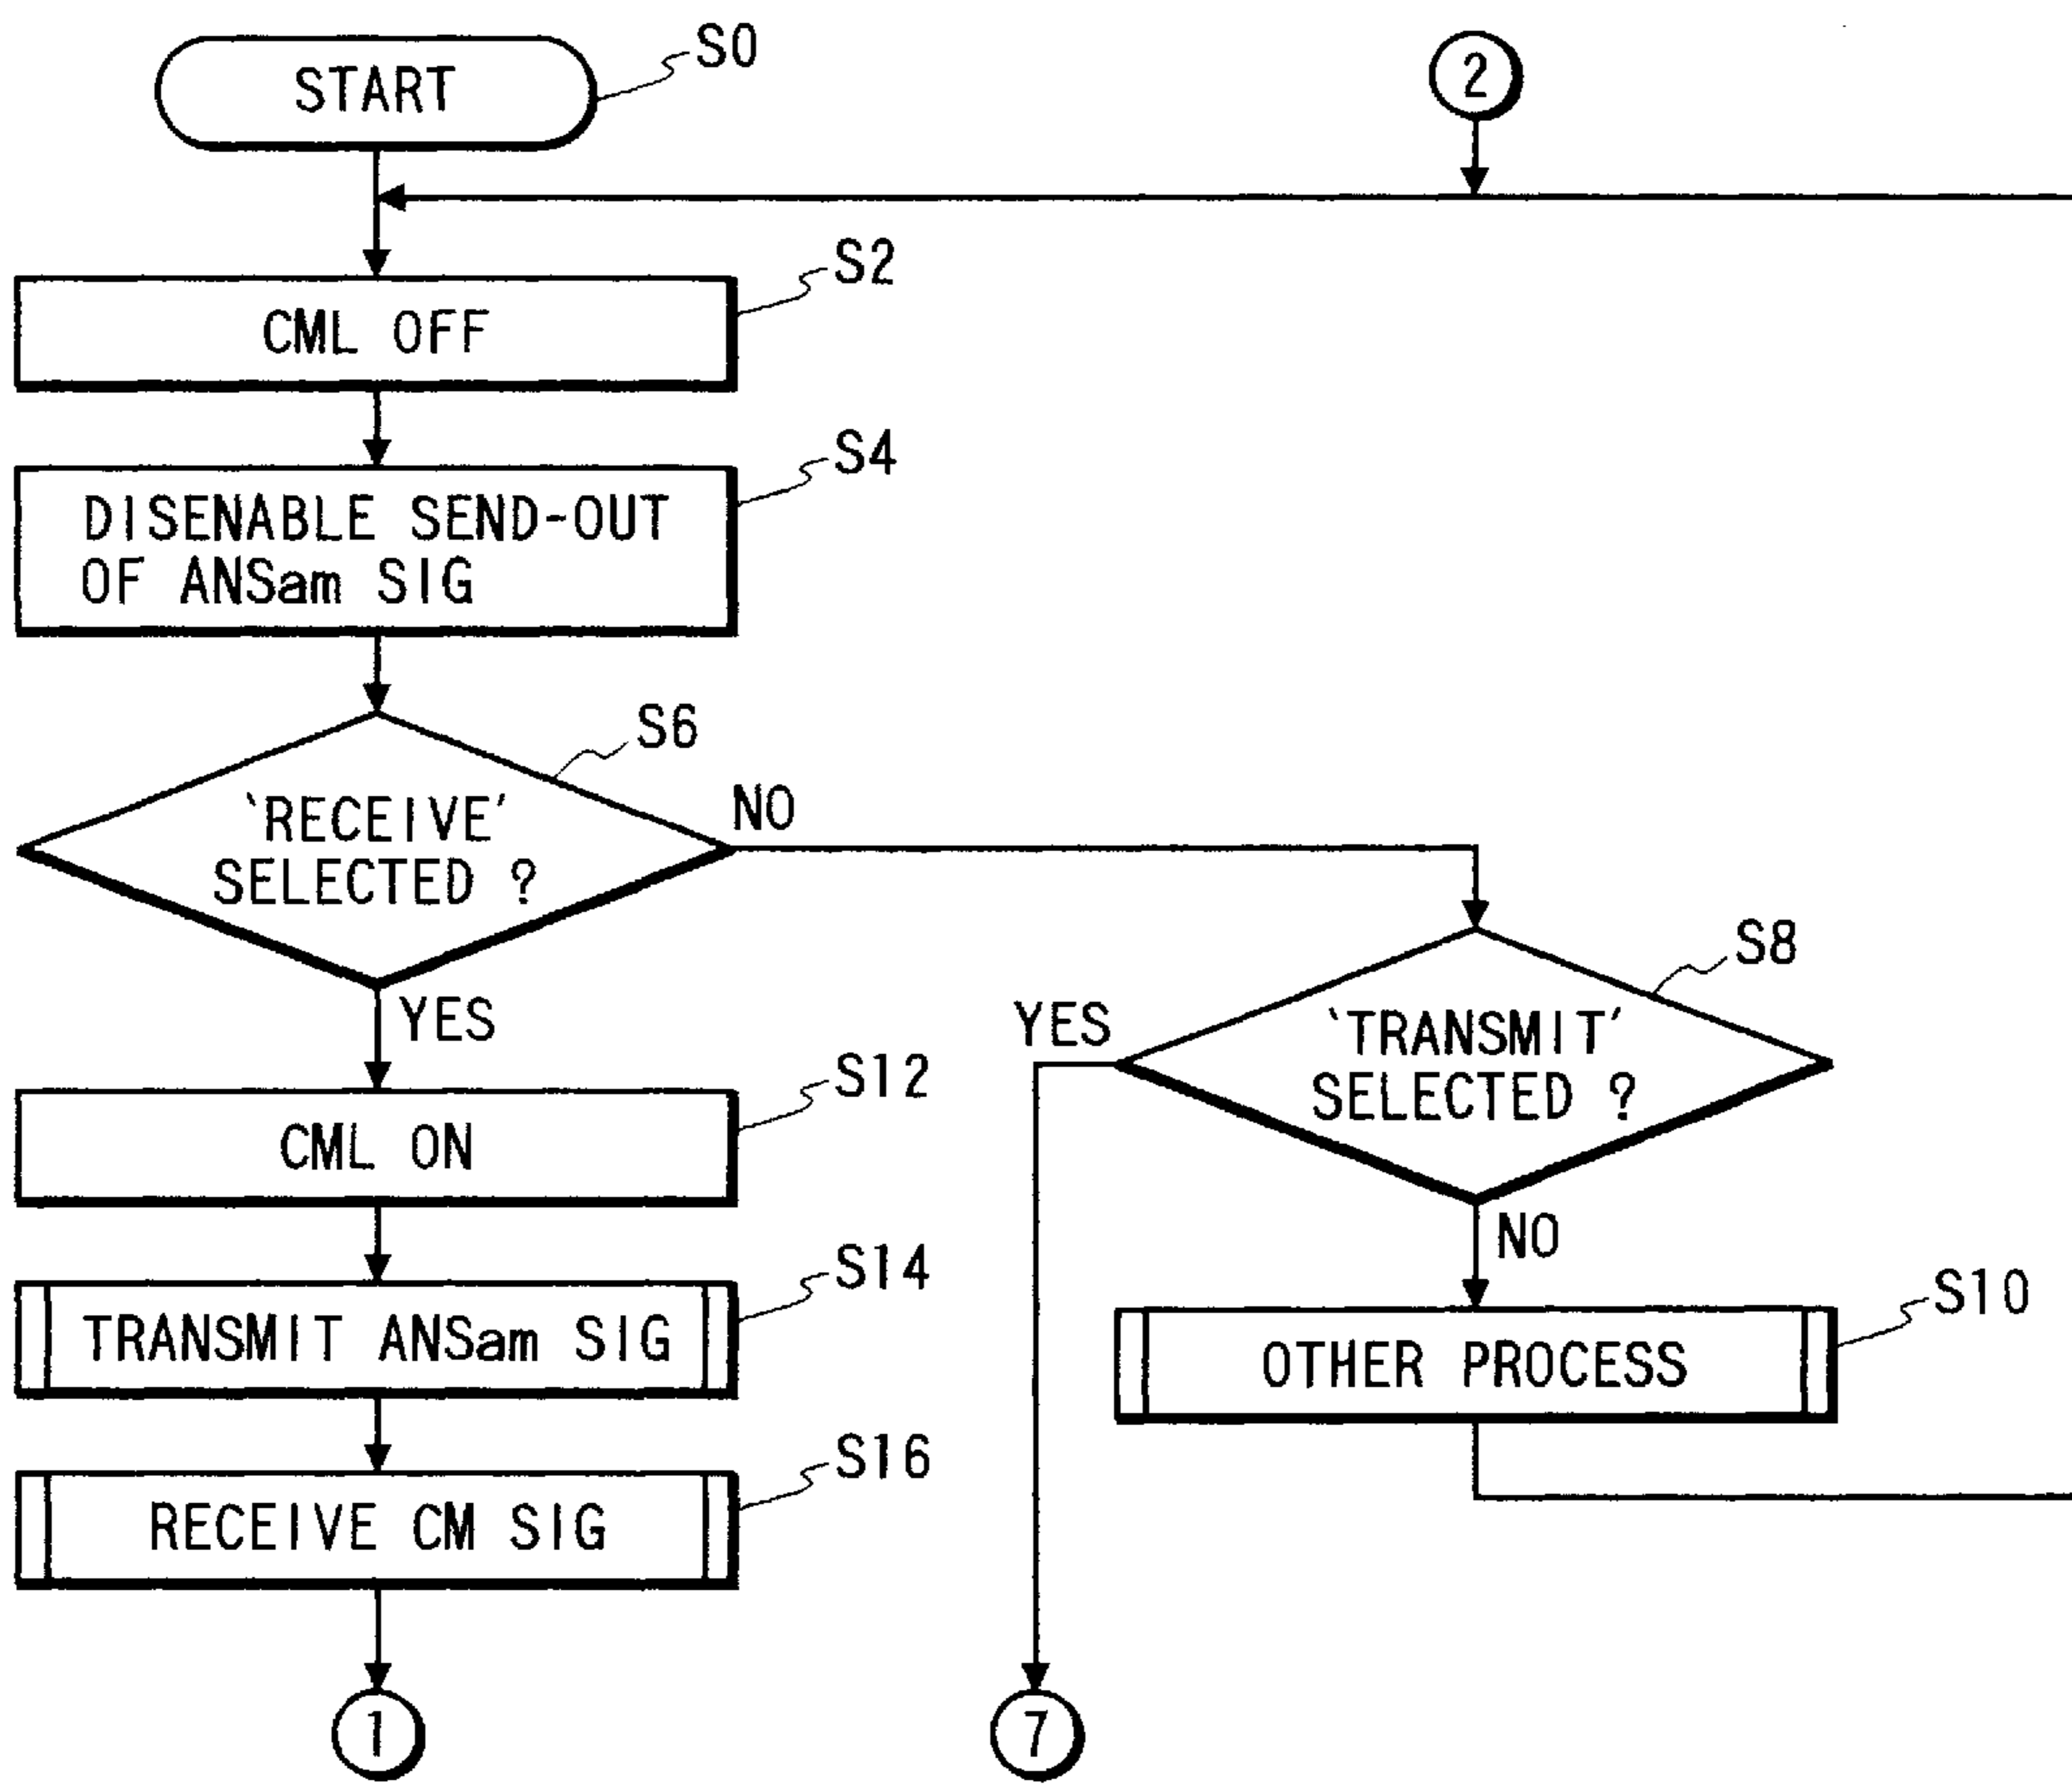 START
S0
2
CML OFF
S2
DISENABLE SEND-OUT
OF ANSam SIG
S4
'RECEIVE'
SELECTED ?
S6
NO
YES
'TRANSMIT'
SELECTED ?
S8
YES
NO
CML ON
S12
TRANSMIT ANSam SIG
S14
OTHER PROCESS
S10
RECEIVE CM SIG
S16
1
7